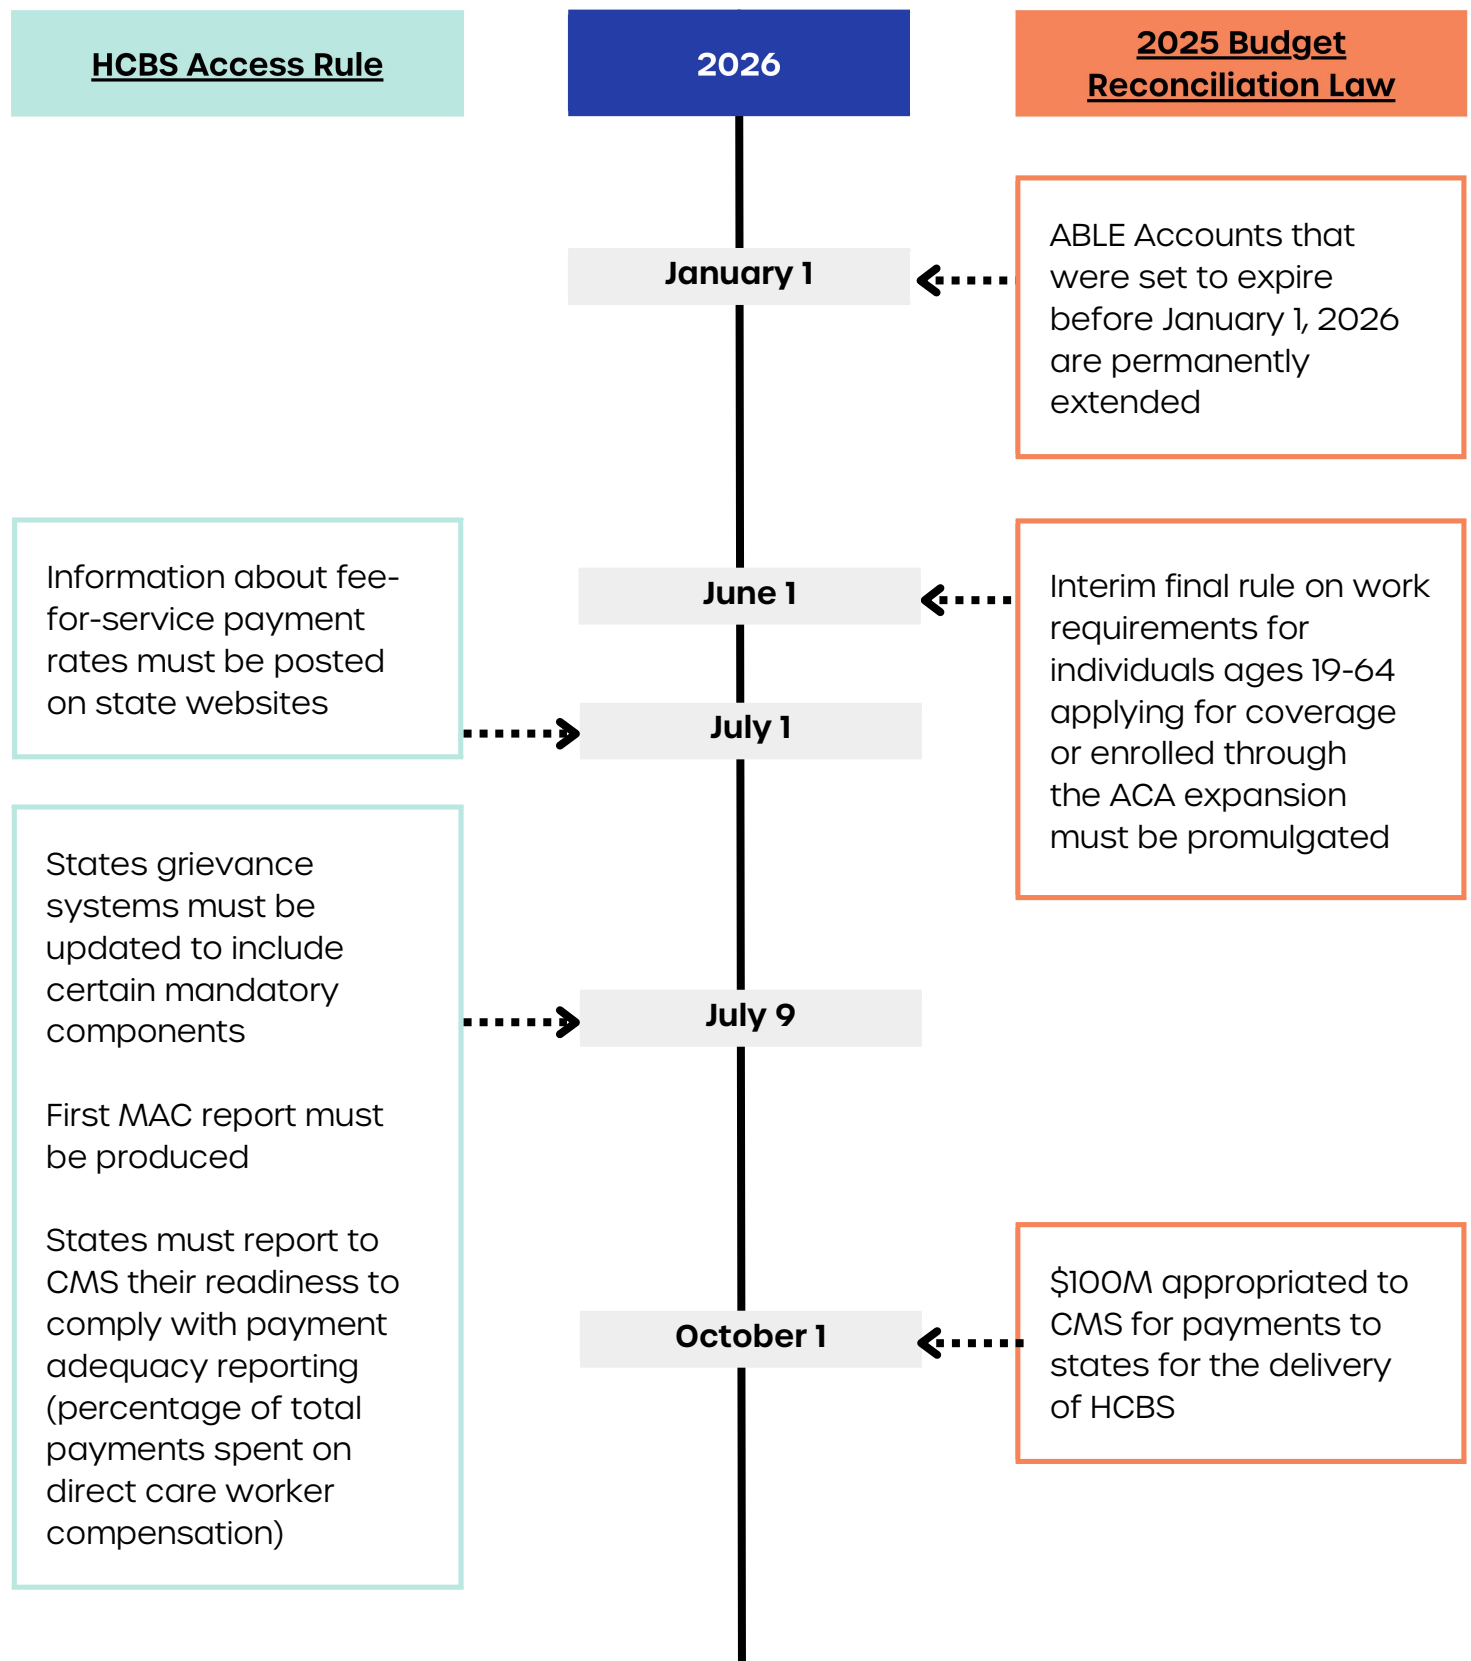 HCBS Access Rule
2026
2025 Budget
Reconciliation Law
January 1
ABLE Accounts that
were set to expire
before January 1, 2026
are permanently
extended
June 1
Interim final rule on work
requirements for
individuals ages 19-64
applying for coverage
or enrolled through
the ACA expansion
must be promulgated
Information about fee-
for-service payment
rates must be posted
on state websites
July 1
States grievance
systems must be
updated to include
certain mandatory
components
First MAC report must
be produced
States must report to
CMS their readiness to
comply with payment
adequacy reporting
(percentage of total
payments spent on
direct care worker
compensation)
July 9
October 1
$100M appropriated to
CMS for payments to
states for the delivery
of HCBS